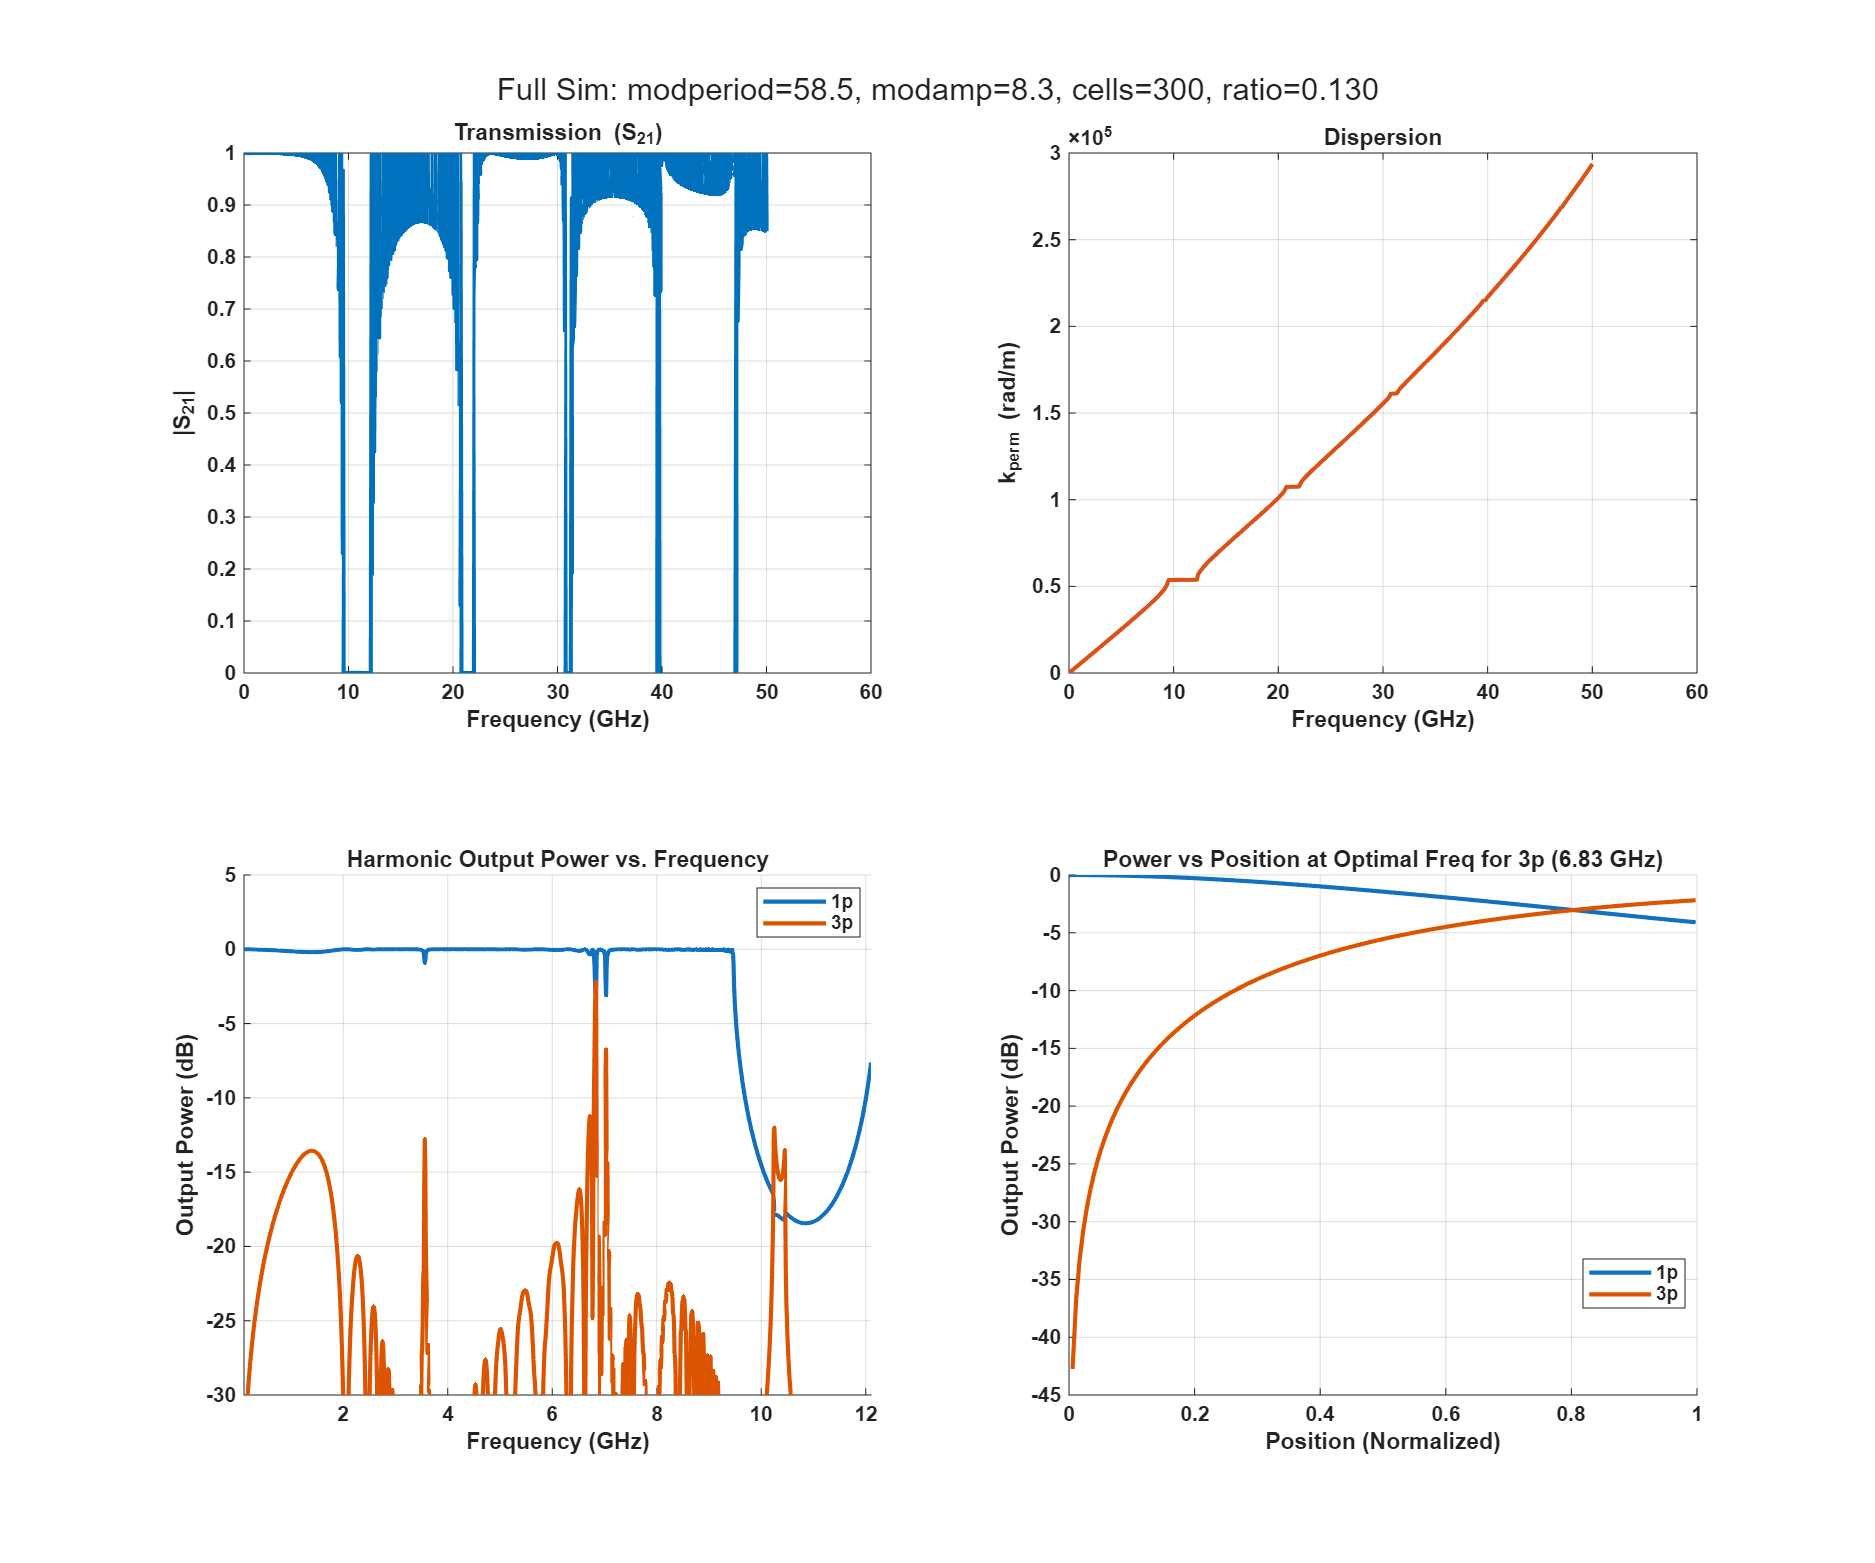 Full Sim: modperiod=58.5, modamp=8.3, cells=300, ratio=0.130
Transmission (S21)
1
0.9
0.8
0.7
0.6
0.5
0.4
0.3
0.2
0.1
0
|S21|
0 10 20 30 40 50 60
Frequency (GHz)
×10⁵
Dispersion
3
2.5
2
1.5
1
0.5
0
kperm (rad/m)
0 10 20 30 40 50 60
Frequency (GHz)
Harmonic Output Power vs. Frequency
5
0
-5
-10
-15
-20
-25
-30
Output Power (dB)
1p
3p
2 4 6 8 10 12
Frequency (GHz)
Power vs Position at Optimal Freq for 3p (6.83 GHz)
0
-5
-10
-15
-20
-25
-30
-35
-40
-45
Output Power (dB)
1p
3p
0 0.2 0.4 0.6 0.8 1
Position (Normalized)